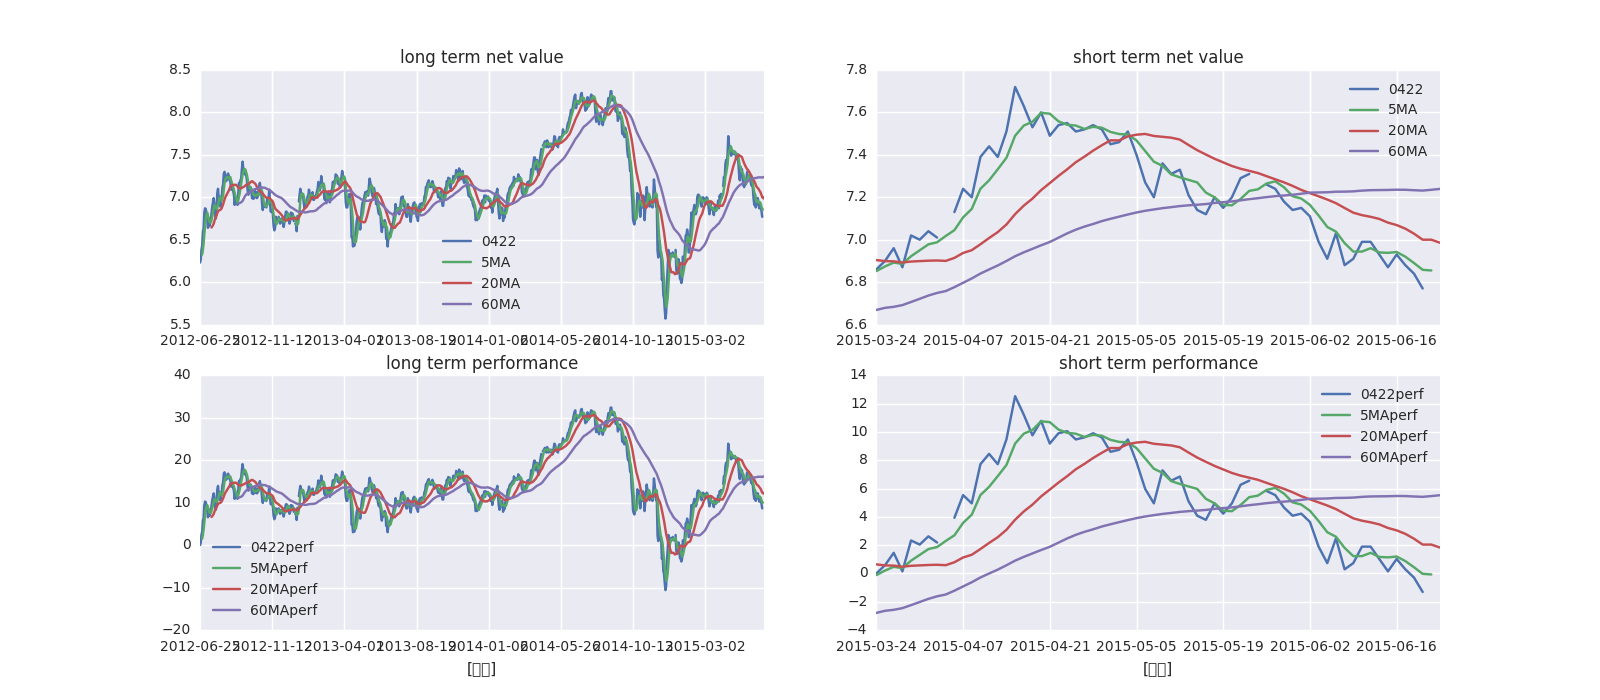 long term net value
8.5
8.0
7.5
7.0
6.5
6.0
5.5
0422
5MA
20MA
60MA
2012-06-25 2012-11-12 2013-04-01 2013-08-19 2014-01-06 2014-05-26 2014-10-13 2015-03-02
short term net value
7.8
7.6
7.4
7.2
7.0
6.8
6.6
0422
5MA
20MA
60MA
2015-03-24 2015-04-07 2015-04-21 2015-05-05 2015-05-19 2015-06-02 2015-06-16
long term performance
40
30
20
10
0
−10
−20
0422perf
5MAperf
20MAperf
60MAperf
2012-06-25 2012-11-12 2013-04-01 2013-08-19 2014-01-06 2014-05-26 2014-10-13 2015-03-02
short term performance
14
12
10
8
6
4
2
0
−2
−4
0422perf
5MAperf
20MAperf
60MAperf
2015-03-24 2015-04-07 2015-04-21 2015-05-05 2015-05-19 2015-06-02 2015-06-16